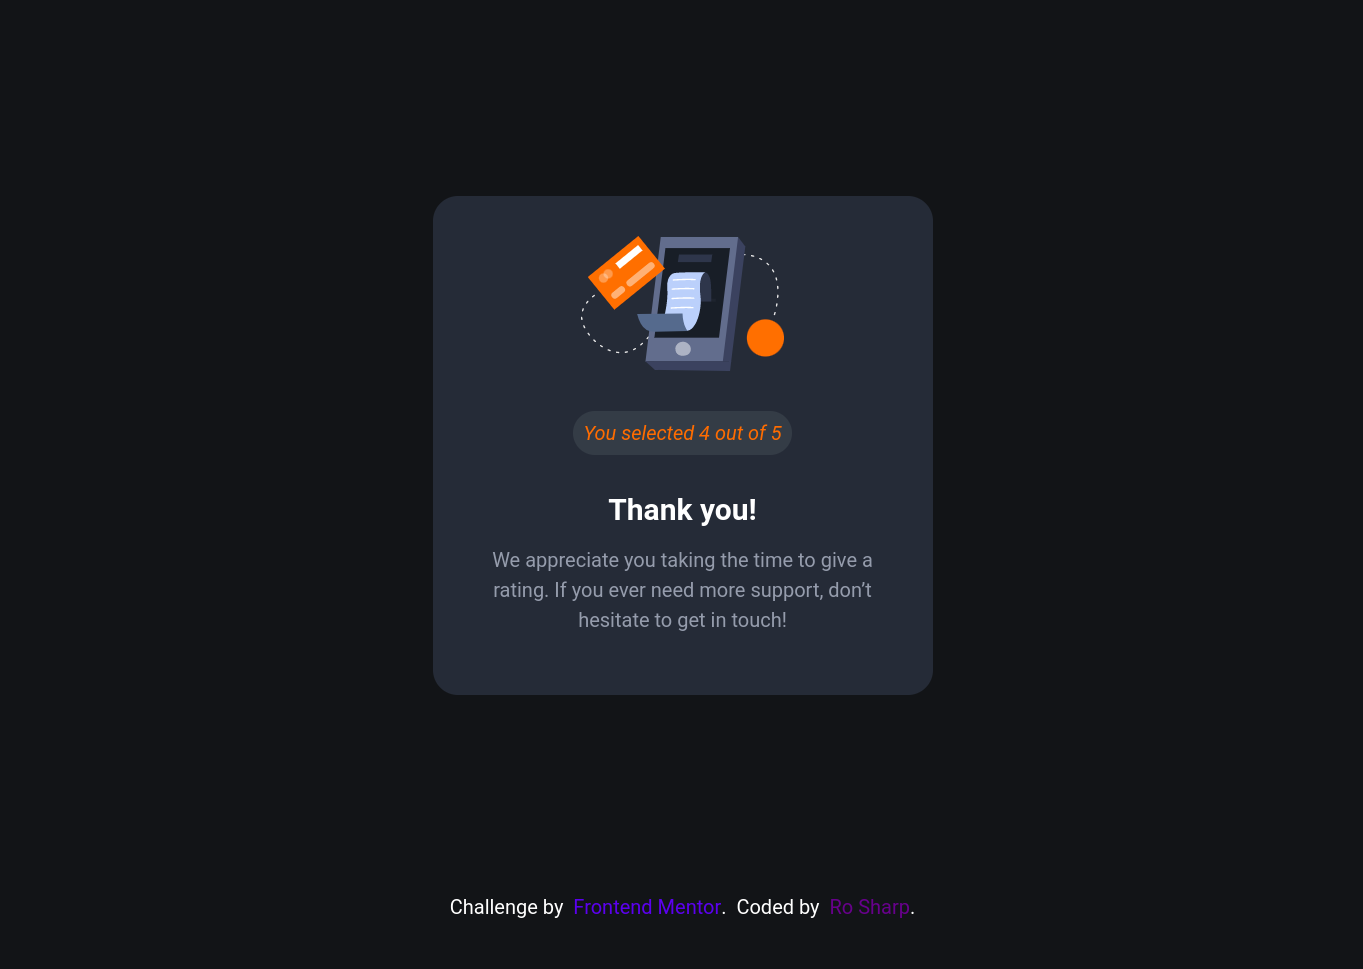 You selected 4 out of 5
Thank you!
We appreciate you taking the time to give a
rating. If you ever need more support, don’t
hesitate to get in touch!
Challenge by Frontend Mentor. Coded by Ro Sharp.